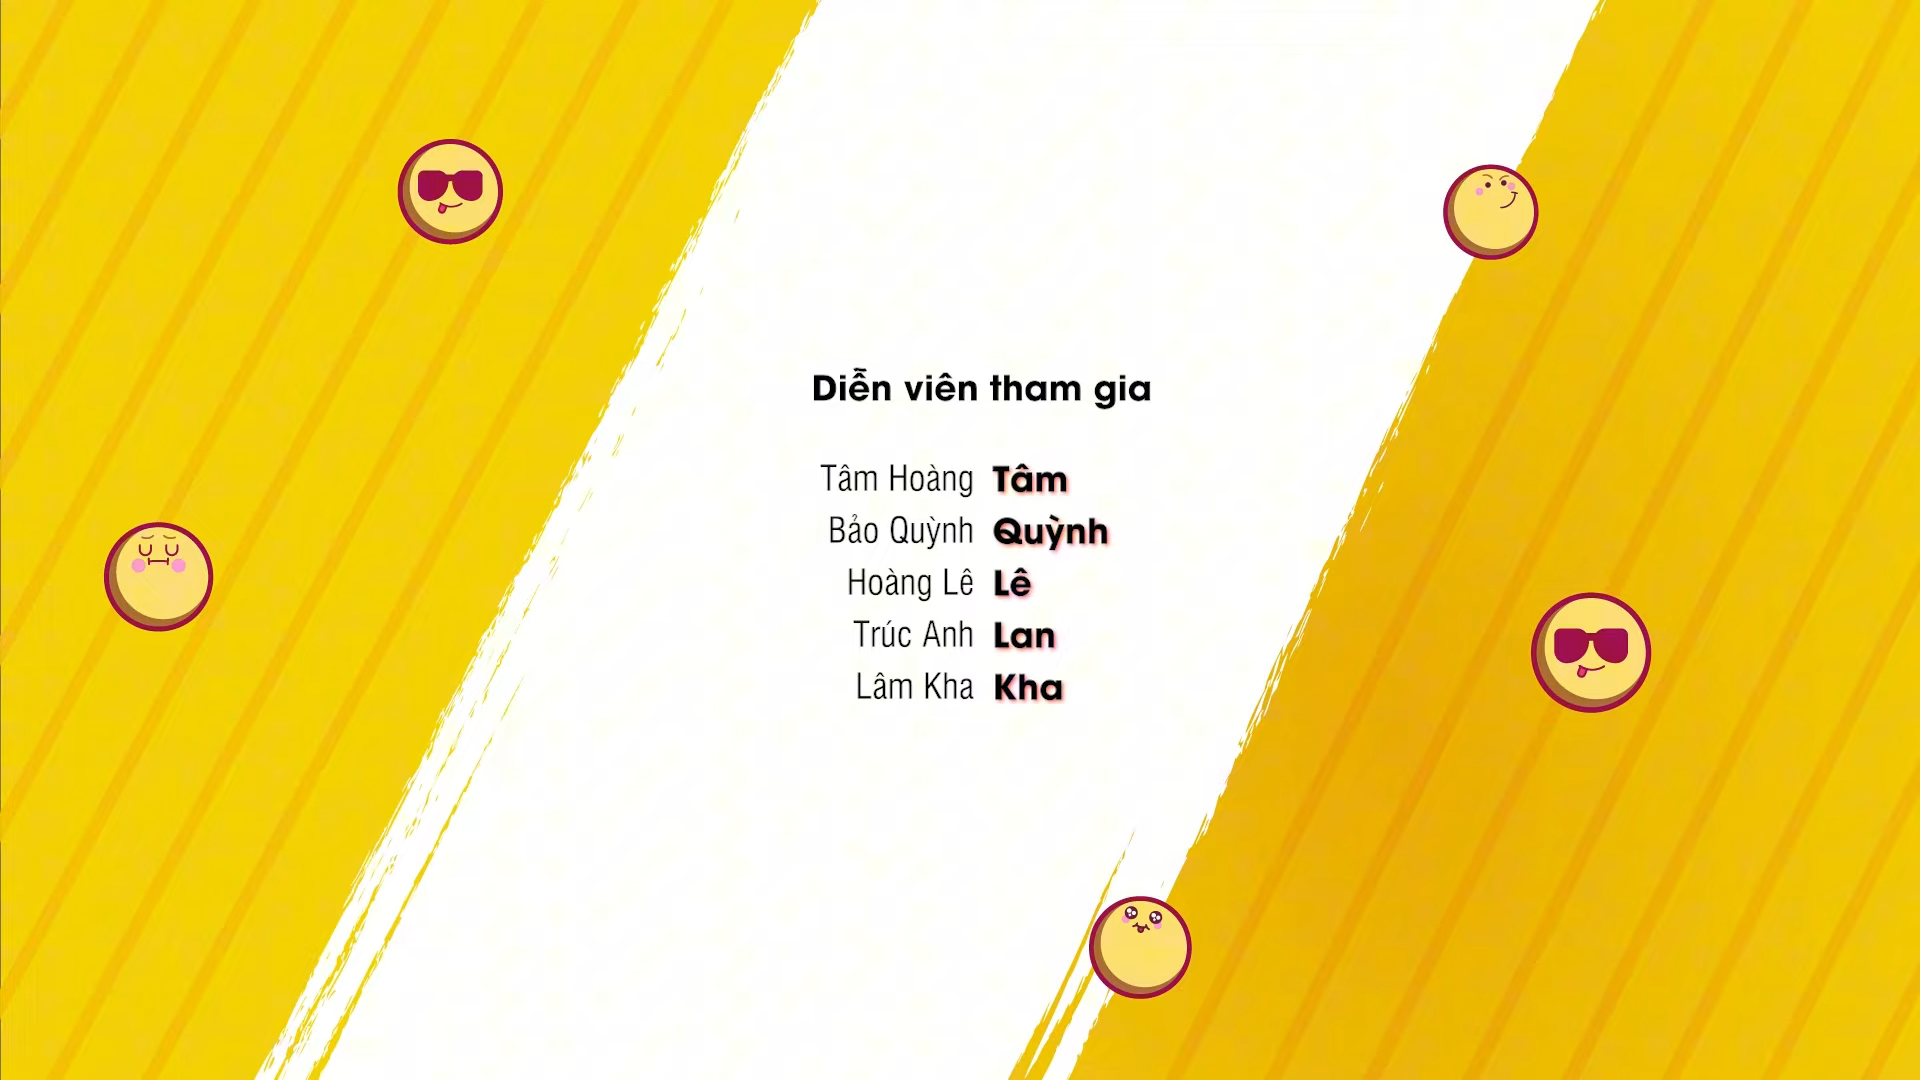 Diễn viên tham gia
Tâm Hoàng Tâm
Bảo Quỳnh Quỳnh
Hoàng Lê Lê
Trúc Anh Lan
Lâm Kha Kha